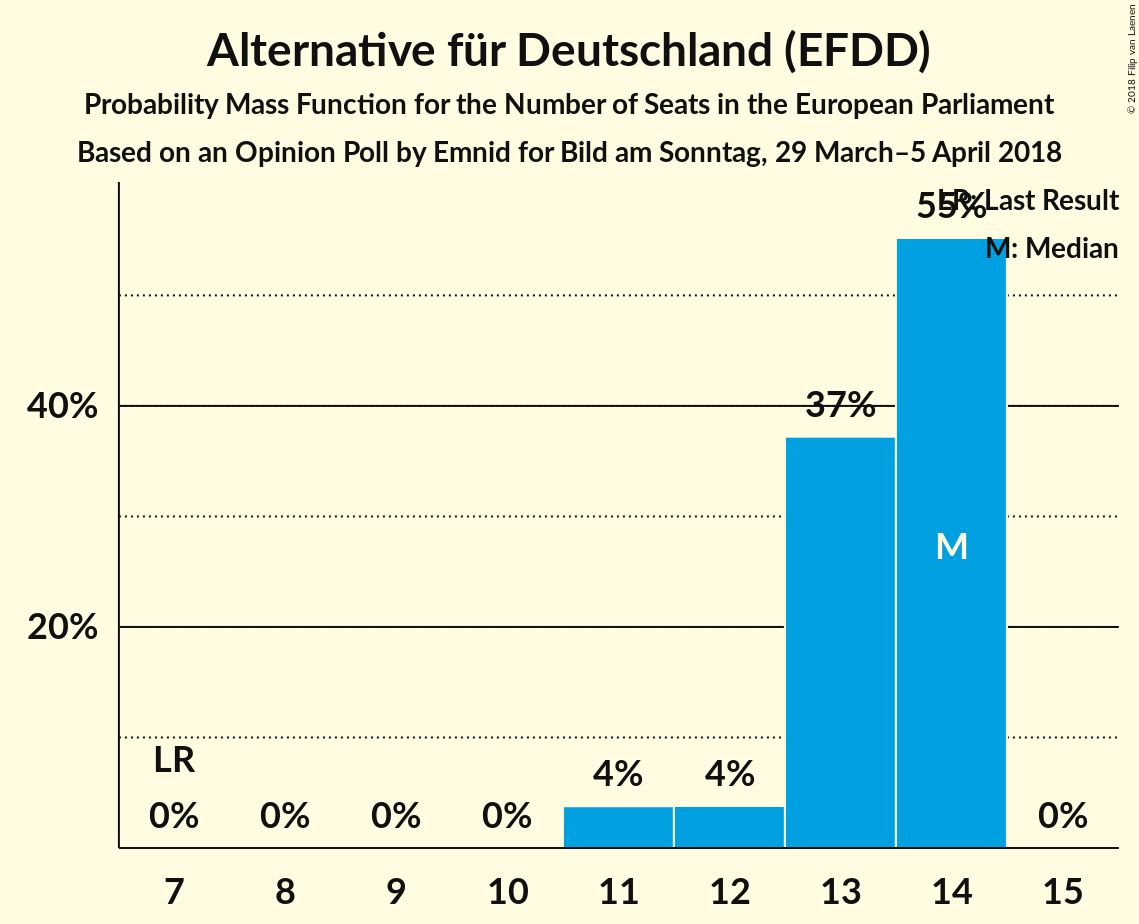 Alternative für Deutschland (EFDD)
Probability Mass Function for the Number of Seats in the European Parliament
Based on an Opinion Poll by Emnid for Bild am Sonntag, 29 March–5 April 2018
© 2018 Filip van Laenen
LR: Last Result
M: Median
55%
40%
37%
M
20%
LR
4% 4%
0% 0% 0% 0% 0%
7 8 9 10 11 12 13 14 15